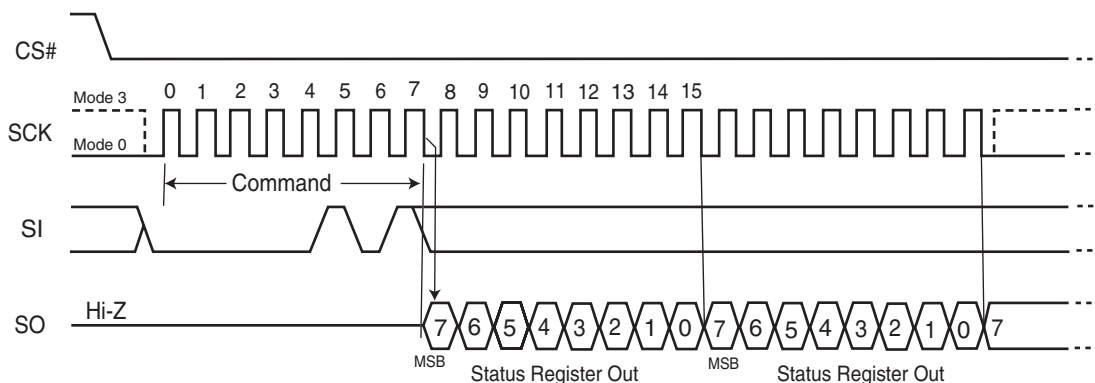 CS#
Mode 3
0 1 2 3 4 5 6 7 8 9 10 11 12 13 14 15
SCK
Mode 0
Command
SI
Hi-Z
SO
7 6 5 4 3 2 1 0 7 6 5 4 3 2 1 0 7
MSB MSB
Status Register Out Status Register Out